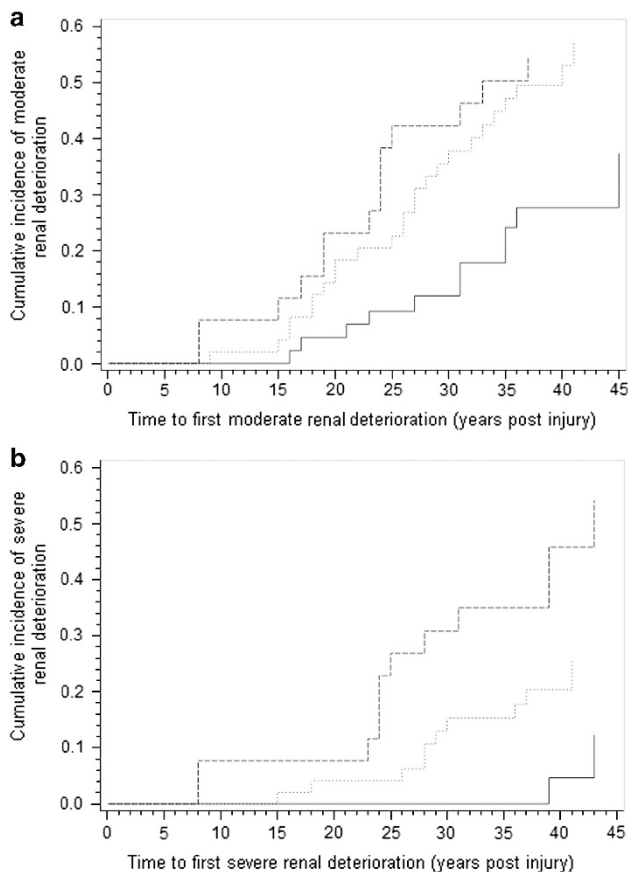 a
Cumulative incidence of moderate
renal deterioration
0.6
0.5
0.4
0.3
0.2
0.1
0.0
0 5 10 15 20 25 30 35 40 45
Time to first moderate renal deterioration (years post injury)
b
Cumulative incidence of severe
renal deterioration
0.6
0.5
0.4
0.3
0.2
0.1
0.0
0 5 10 15 20 25 30 35 40 45
Time to first severe renal deterioration (years post injury)